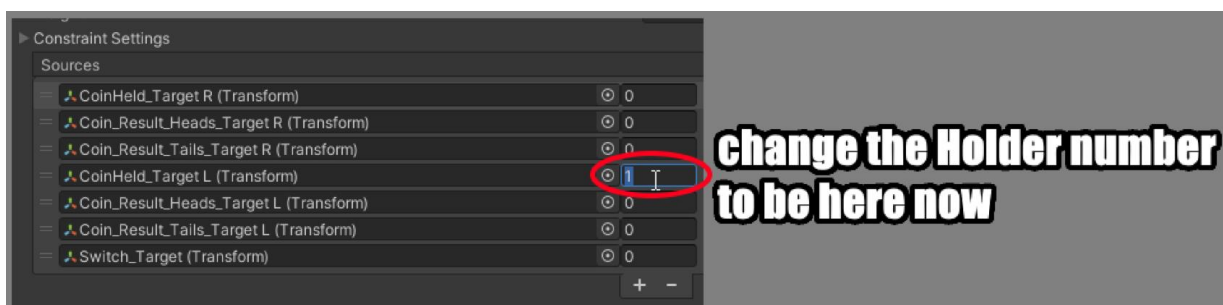 Constraint Settings
Sources
CoinHeld_Target R (Transform) 0
Coin_Result_Heads_Target R (Transform) 0
Coin_Result_Tails_Target R (Transform) 0
CoinHeld_Target L (Transform) 1
Coin_Result_Heads_Target L (Transform) 0
Coin_Result_Tails_Target L (Transform) 0
Switch_Target (Transform) 0
+ -
change the Holder number
to be here now